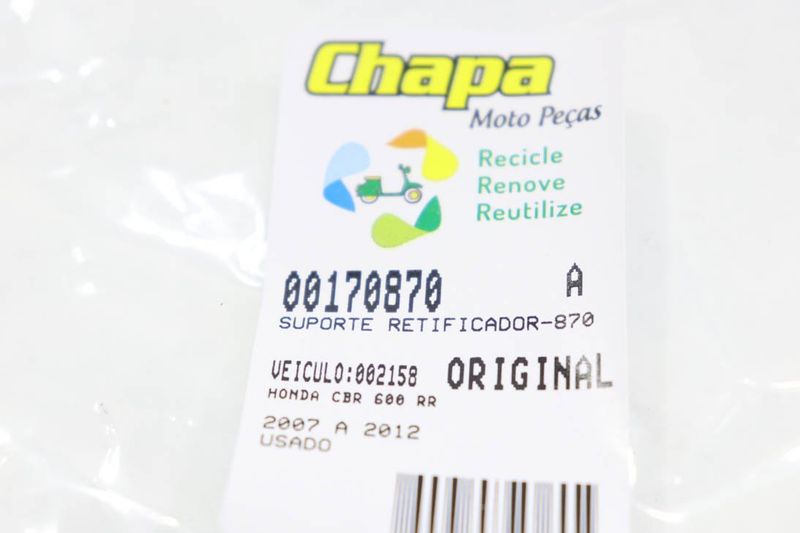 Chapa
Moto Peças
Recicle
Renove
Reutilize
00170870 A
SUPORTE RETIFICADOR-870
VEICULO:002158 ORIGINAL
HONDA CBR 600 RR
2007 A 2012
USADO